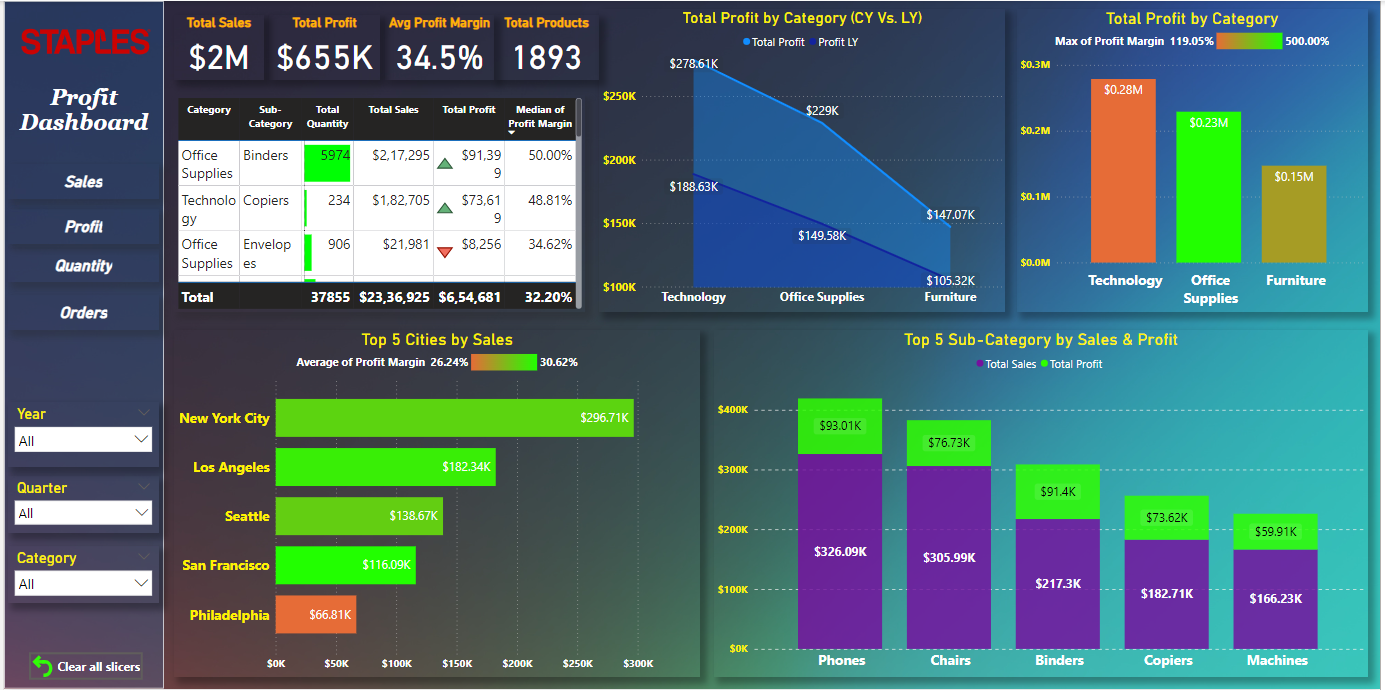 STAPLES
Profit
Dashboard
Sales
Profit
Quantity
Orders
Year
All
Quarter
All
Category
All
Clear all slicers
Total Sales
$2M
Total Profit
$655K
Avg Profit Margin
34.5%
Total Products
1893
Category Sub-Category Total Quantity Total Sales Total Profit Median of Profit Margin
Office Supplies Binders 5974 $2,17,295 $91,399 50.00%
Technology Copiers 234 $1,82,705 $73,619 48.81%
Office Supplies Envelopes 906 $21,981 $8,256 34.62%
Total 37855 $23,36,925 $6,54,681 32.20%
Total Profit by Category (CY Vs. LY)
Total Profit Profit LY
$278.61K
$250K
$229K
$200K
$188.63K
$147.07K
$150K
$149.58K
$105.32K
$100K
Technology Office Supplies Furniture
Total Profit by Category
Max of Profit Margin 119.05% 500.00%
$0.3M
$0.28M
$0.23M
$0.2M
$0.15M
$0.1M
$0.0M
Technology Office Supplies Furniture
Top 5 Cities by Sales
Average of Profit Margin 26.24% 30.62%
New York City $296.71K
Los Angeles $182.34K
Seattle $138.67K
San Francisco $116.09K
Philadelphia $66.81K
$0K $50K $100K $150K $200K $250K $300K
Top 5 Sub-Category by Sales & Profit
Total Sales Total Profit
$400K
$300K
$200K
$100K
$0K
$93.01K
$76.73K
$91.4K
$73.62K
$59.91K
$326.09K
$305.99K
$217.3K
$182.71K
$166.23K
Phones Chairs Binders Copiers Machines